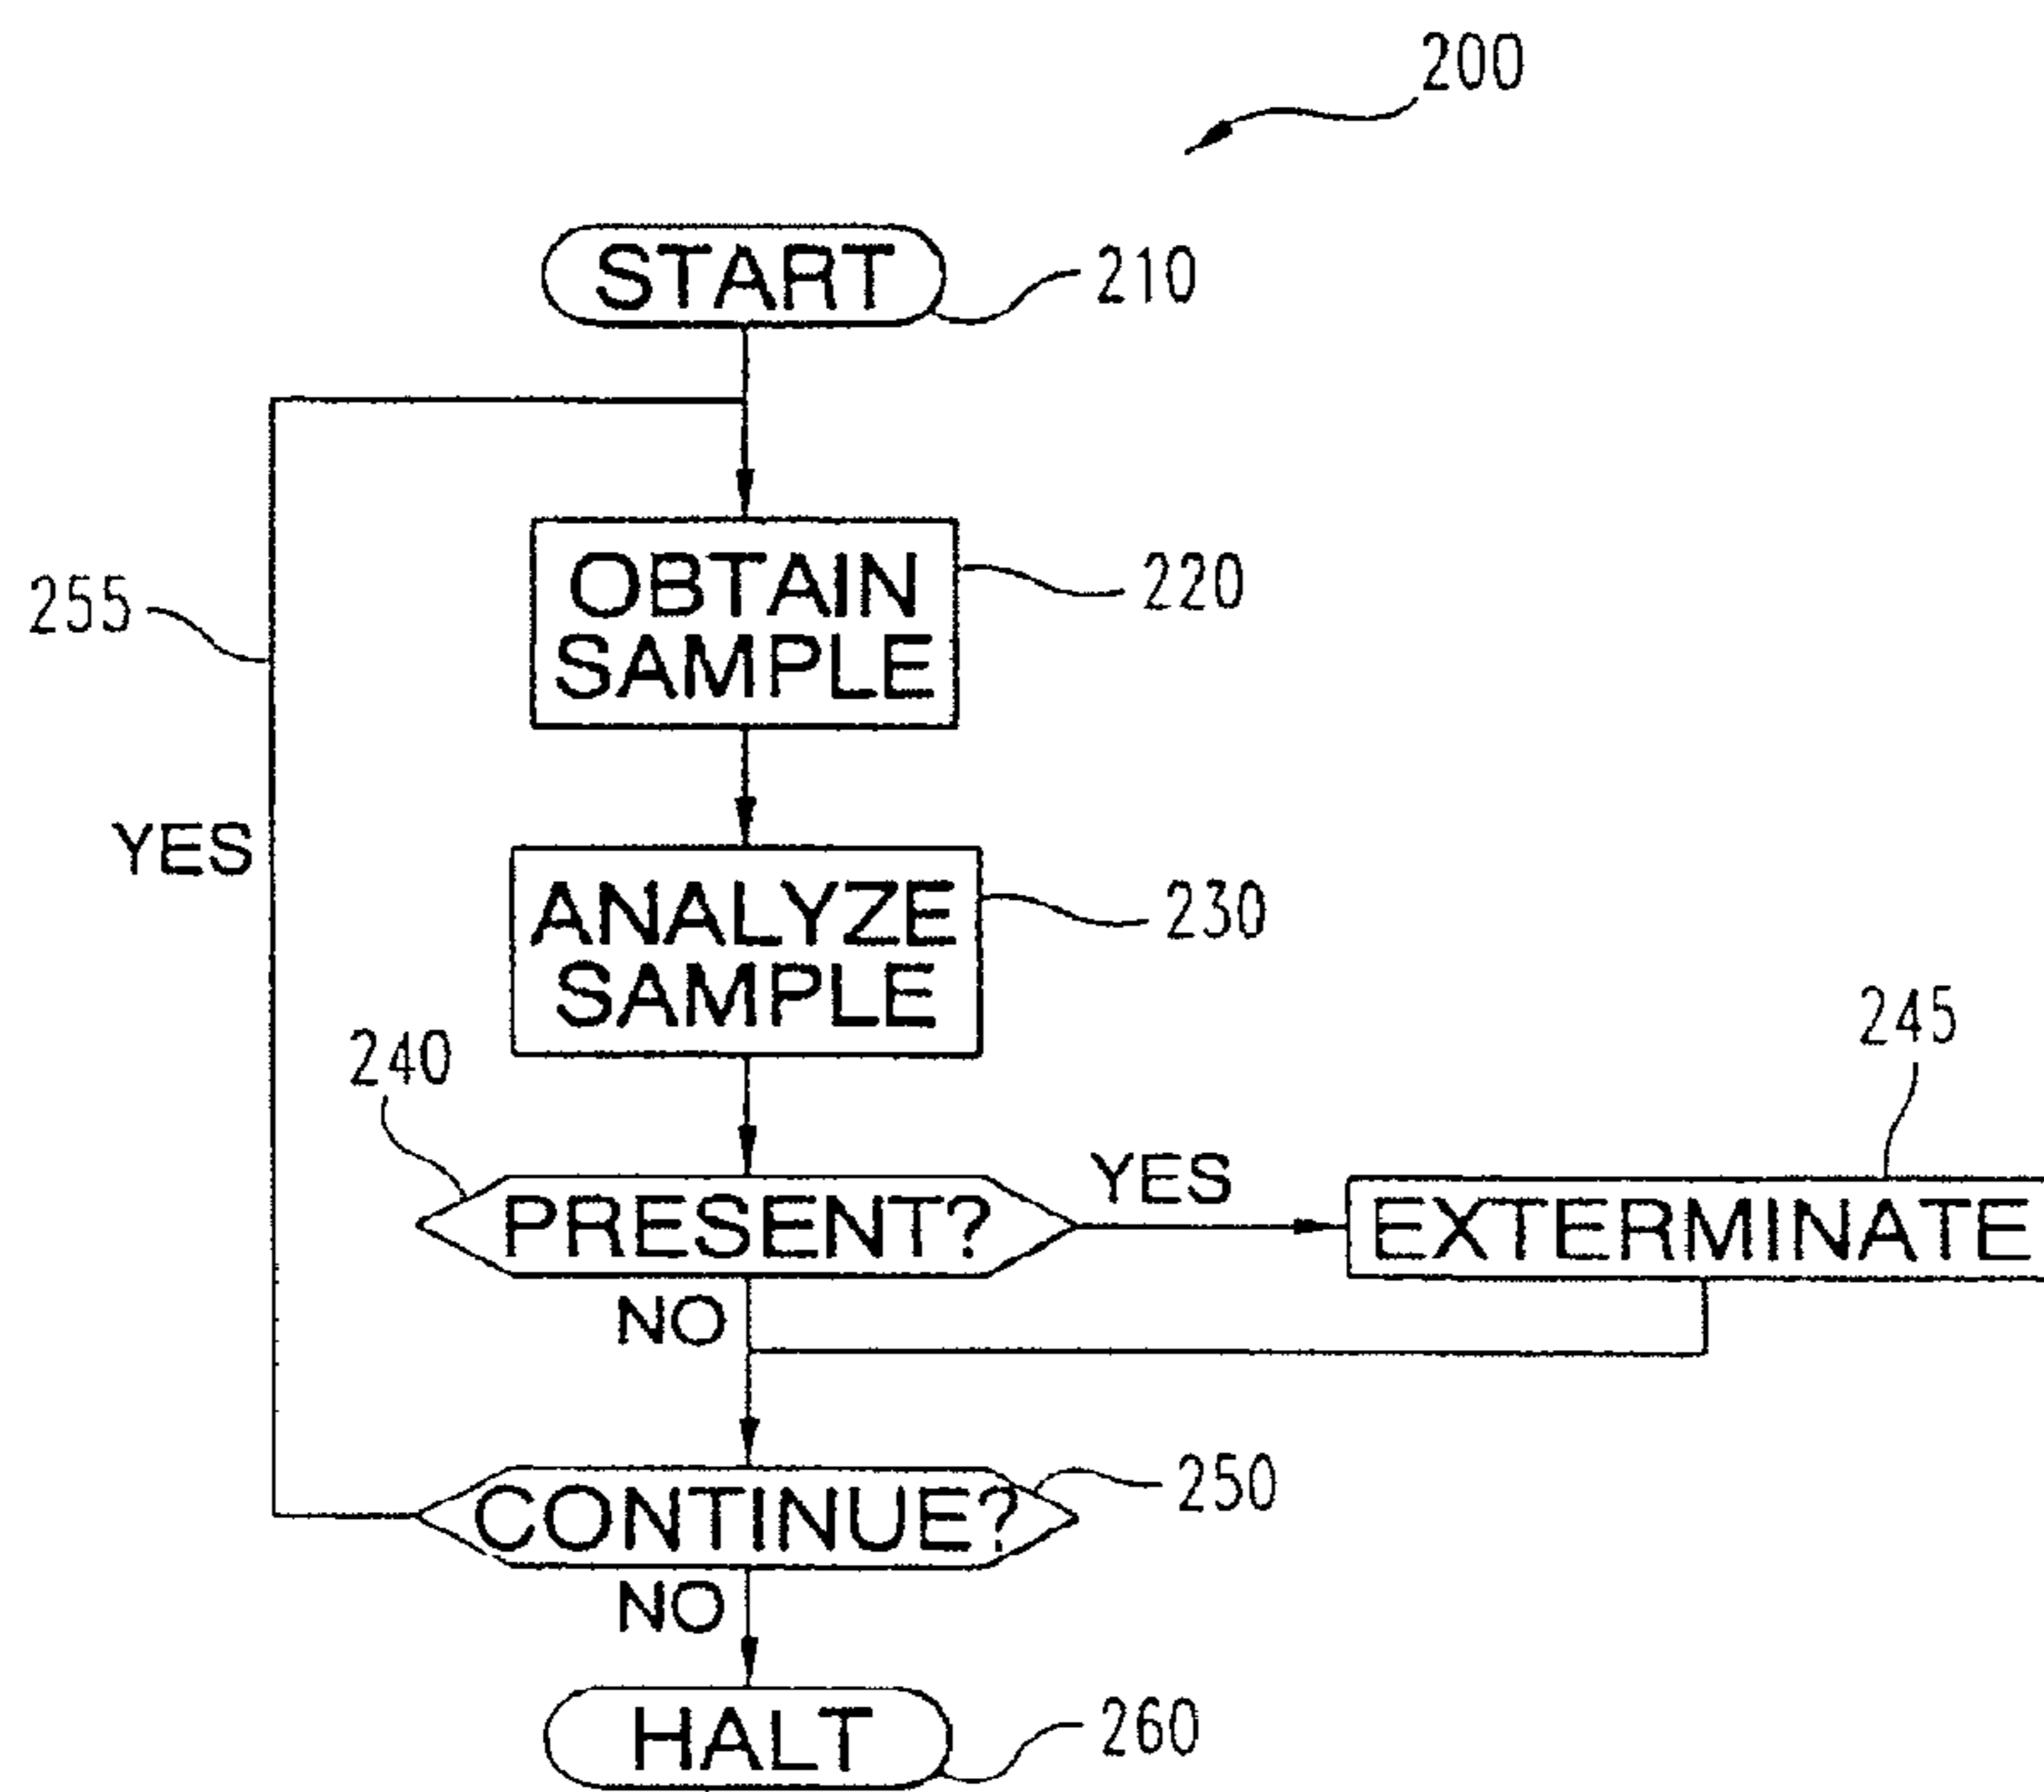 200
START
210
OBTAIN
SAMPLE
220
255
YES
ANALYZE
SAMPLE
230
240
245
PRESENT?
YES
EXTERMINATE
NO
CONTINUE?
250
NO
HALT
260